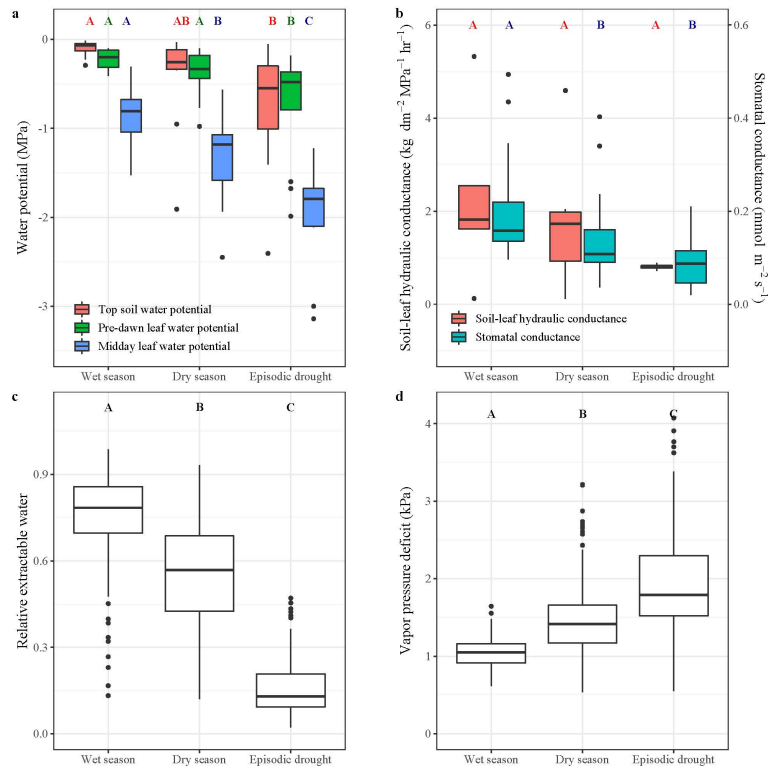 a
A A A AB A B B B C
0
-1
-2
-3
Water potential (MPa)
Top soil water potential
Pre-dawn leaf water potential
Midday leaf water potential
Wet season Dry season Episodic drought
b
A A A B A B
6
4
2
0
0.6
0.4
0.2
0.0
Soil-leaf hydraulic conductance (kg dm⁻² MPa⁻¹ hr⁻¹)
Stomatal conductance (mmol m⁻² s⁻¹)
Soil-leaf hydraulic conductance
Stomatal conductance
Wet season Dry season Episodic drought
c
A B C
0.9
0.6
0.3
0.0
Relative extractable water
Wet season Dry season Episodic drought
d
A B C
4
3
2
1
0
Vapor pressure deficit (kPa)
Wet season Dry season Episodic drought